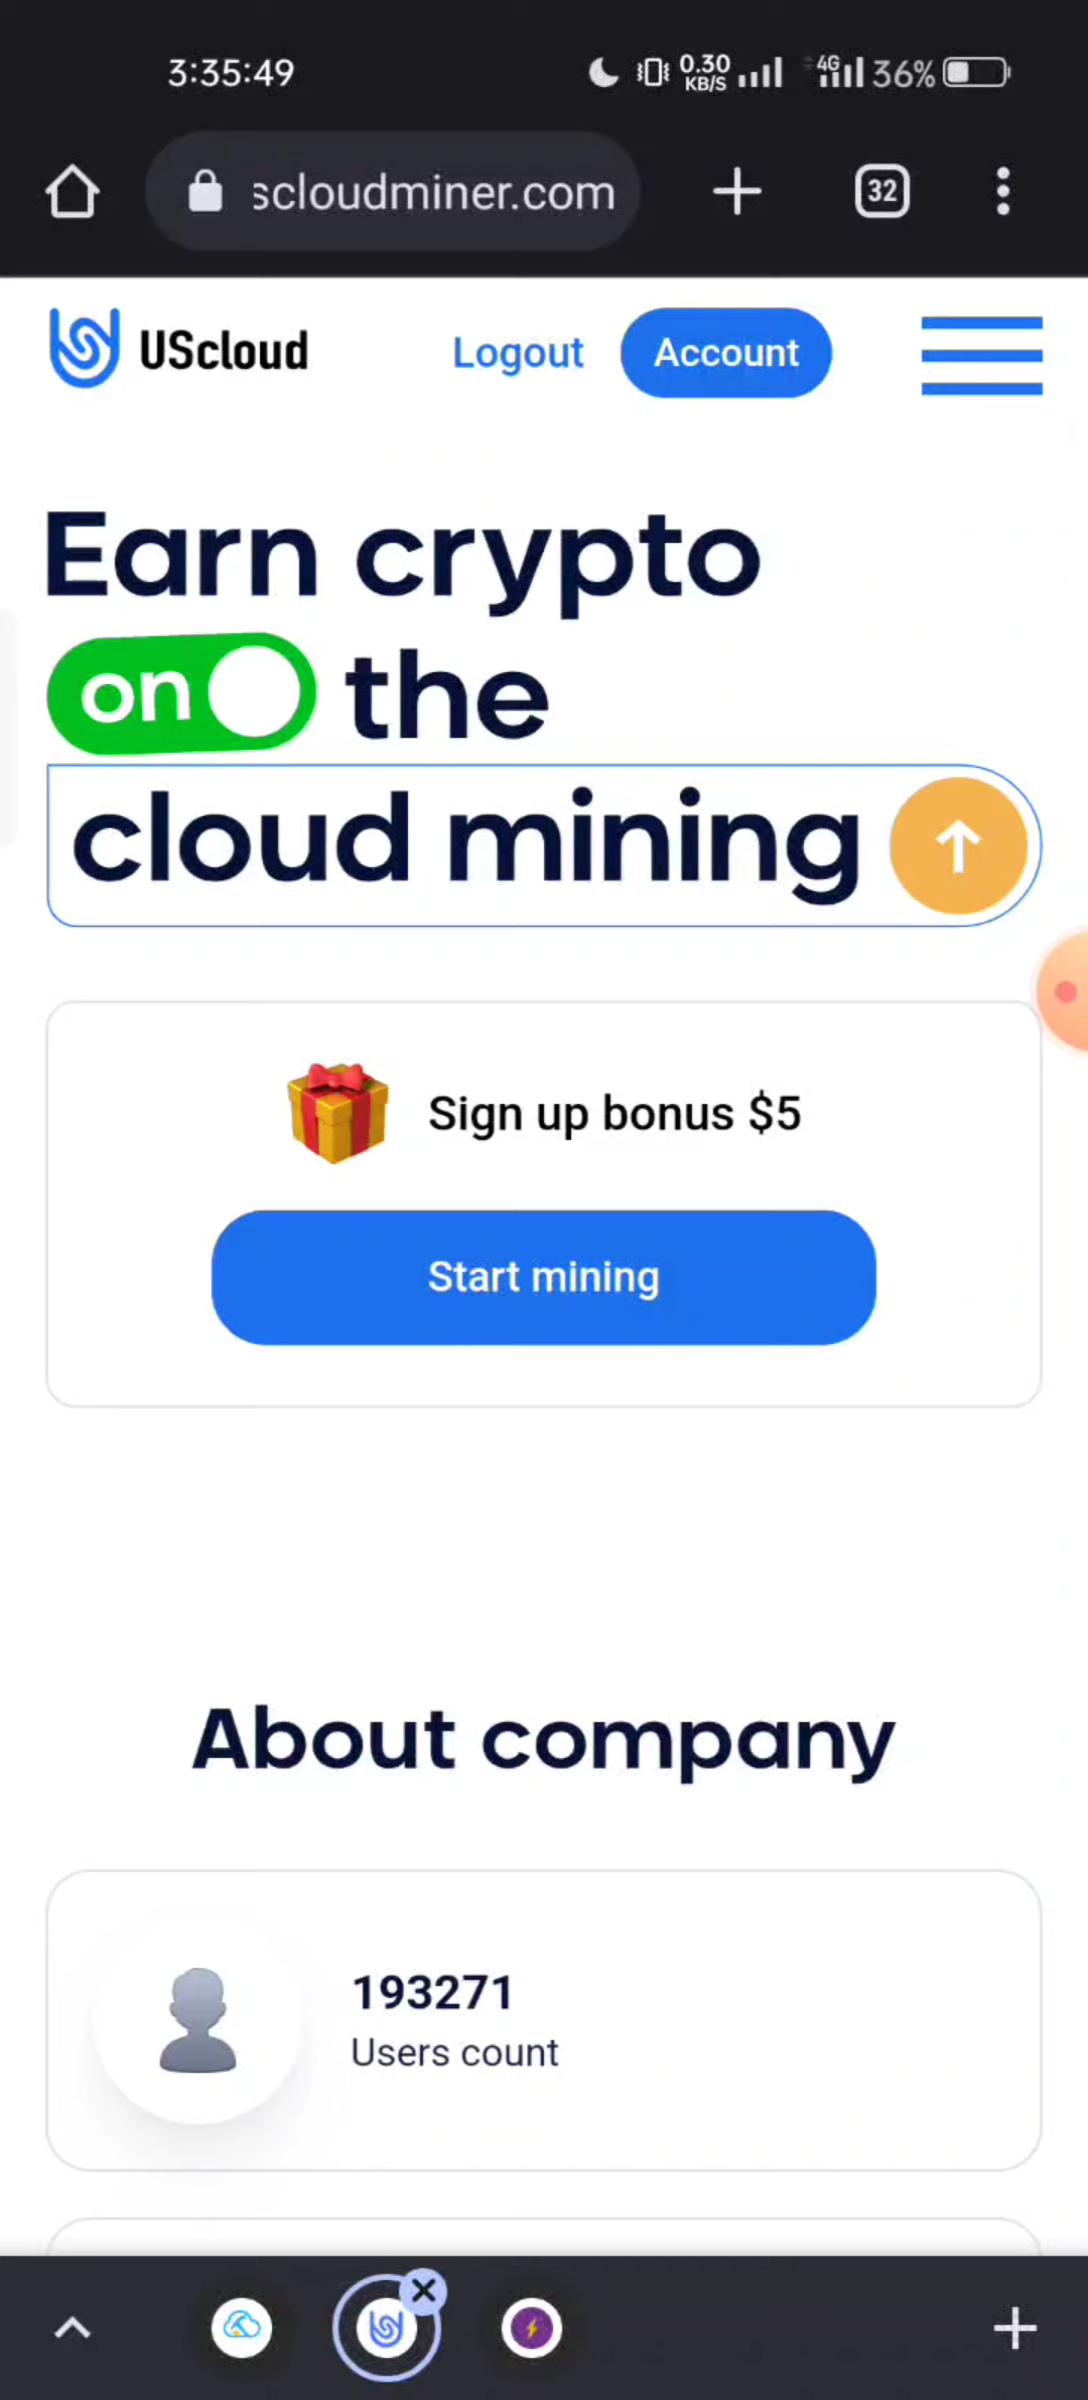 3:35:49
0.30
KB/S
4G
36%
scloudminer.com
32
UScloud
Logout
Account
Earn crypto
on the
cloud mining
Sign up bonus $5
Start mining
About company
193271
Users count